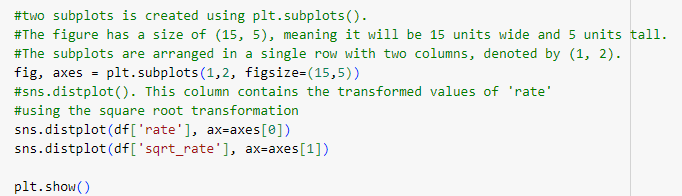 #two subplots is created using plt.subplots().
#The figure has a size of (15, 5), meaning it will be 15 units wide and 5 units tall.
#The subplots are arranged in a single row with two columns, denoted by (1, 2).
fig, axes = plt.subplots(1,2, figsize=(15,5))
#sns.distplot(). This column contains the transformed values of 'rate'
#using the square root transformation
sns.distplot(df['rate'], ax=axes[0])
sns.distplot(df['sqrt_rate'], ax=axes[1])
plt.show()